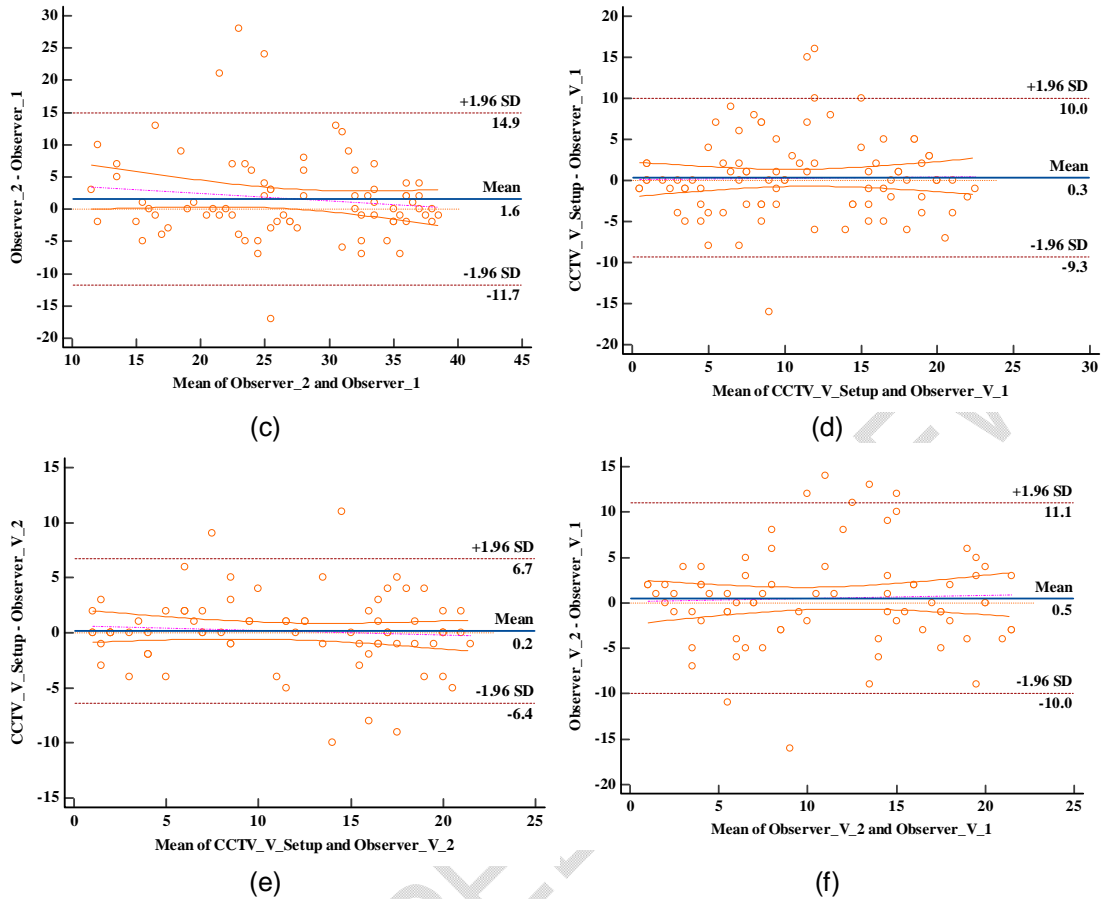 30
25
20
15
10
5
0
-5
-10
-15
-20
Observer_2 - Observer_1
+1.96 SD
14.9
Mean
1.6
-1.96 SD
-11.7
10 15 20 25 30 35 40 45
Mean of Observer_2 and Observer_1
(c)
20
15
10
5
0
-5
-10
-15
-20
CCTV_V_Setup - Observer_V_1
+1.96 SD
10.0
Mean
0.3
-1.96 SD
-9.3
0 5 10 15 20 25 30
Mean of CCTV_V_Setup and Observer_V_1
(d)
15
10
5
0
-5
-10
-15
CCTV_V_Setup - Observer_V_2
+1.96 SD
6.7
Mean
0.2
-1.96 SD
-6.4
0 5 10 15 20 25
Mean of CCTV_V_Setup and Observer_V_2
(e)
15
10
5
0
-5
-10
-15
-20
Observer_V_2 - Observer_V_1
+1.96 SD
11.1
Mean
0.5
-1.96 SD
-10.0
0 5 10 15 20 25
Mean of Observer_V_2 and Observer_V_1
(f)